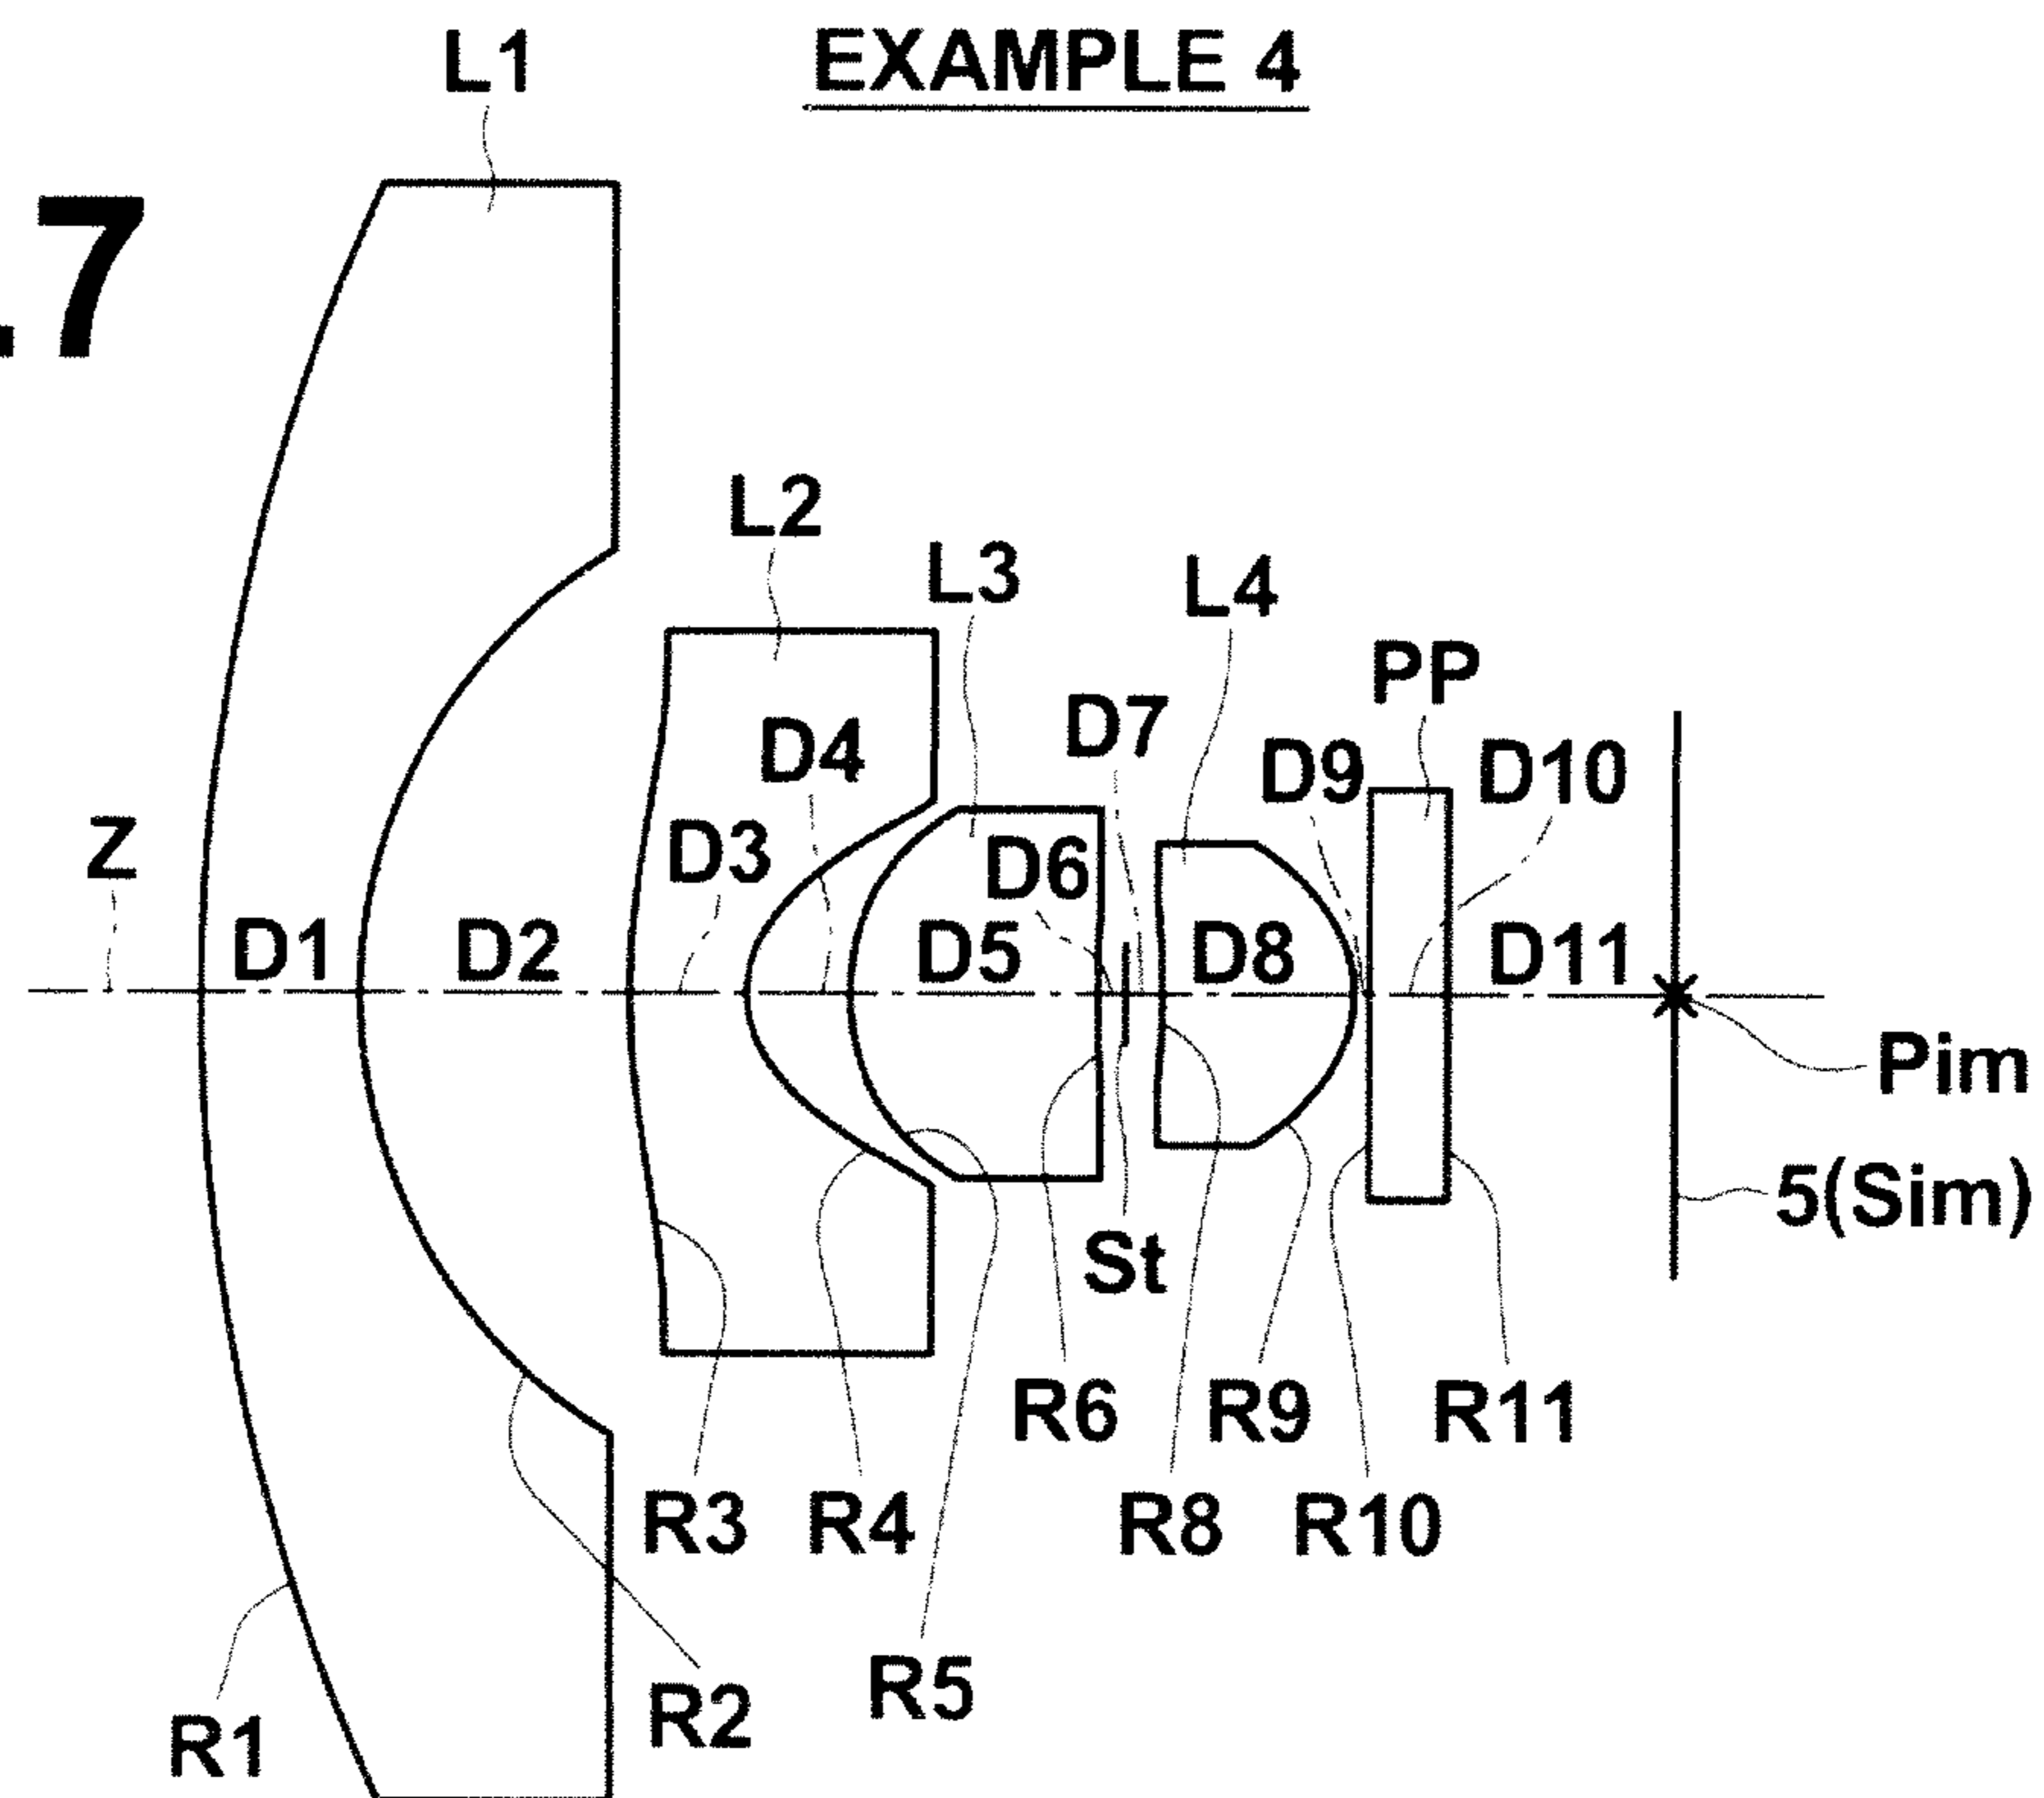 L1
EXAMPLE 4
.7
L2
L3
L4
PP
D7
D4
D9
D10
Z
D3
D6
D1
D2
D5
D8
D11
Pim
5(Sim)
St
R6
R9
R11
R3
R4
R8
R10
R5
R2
R1